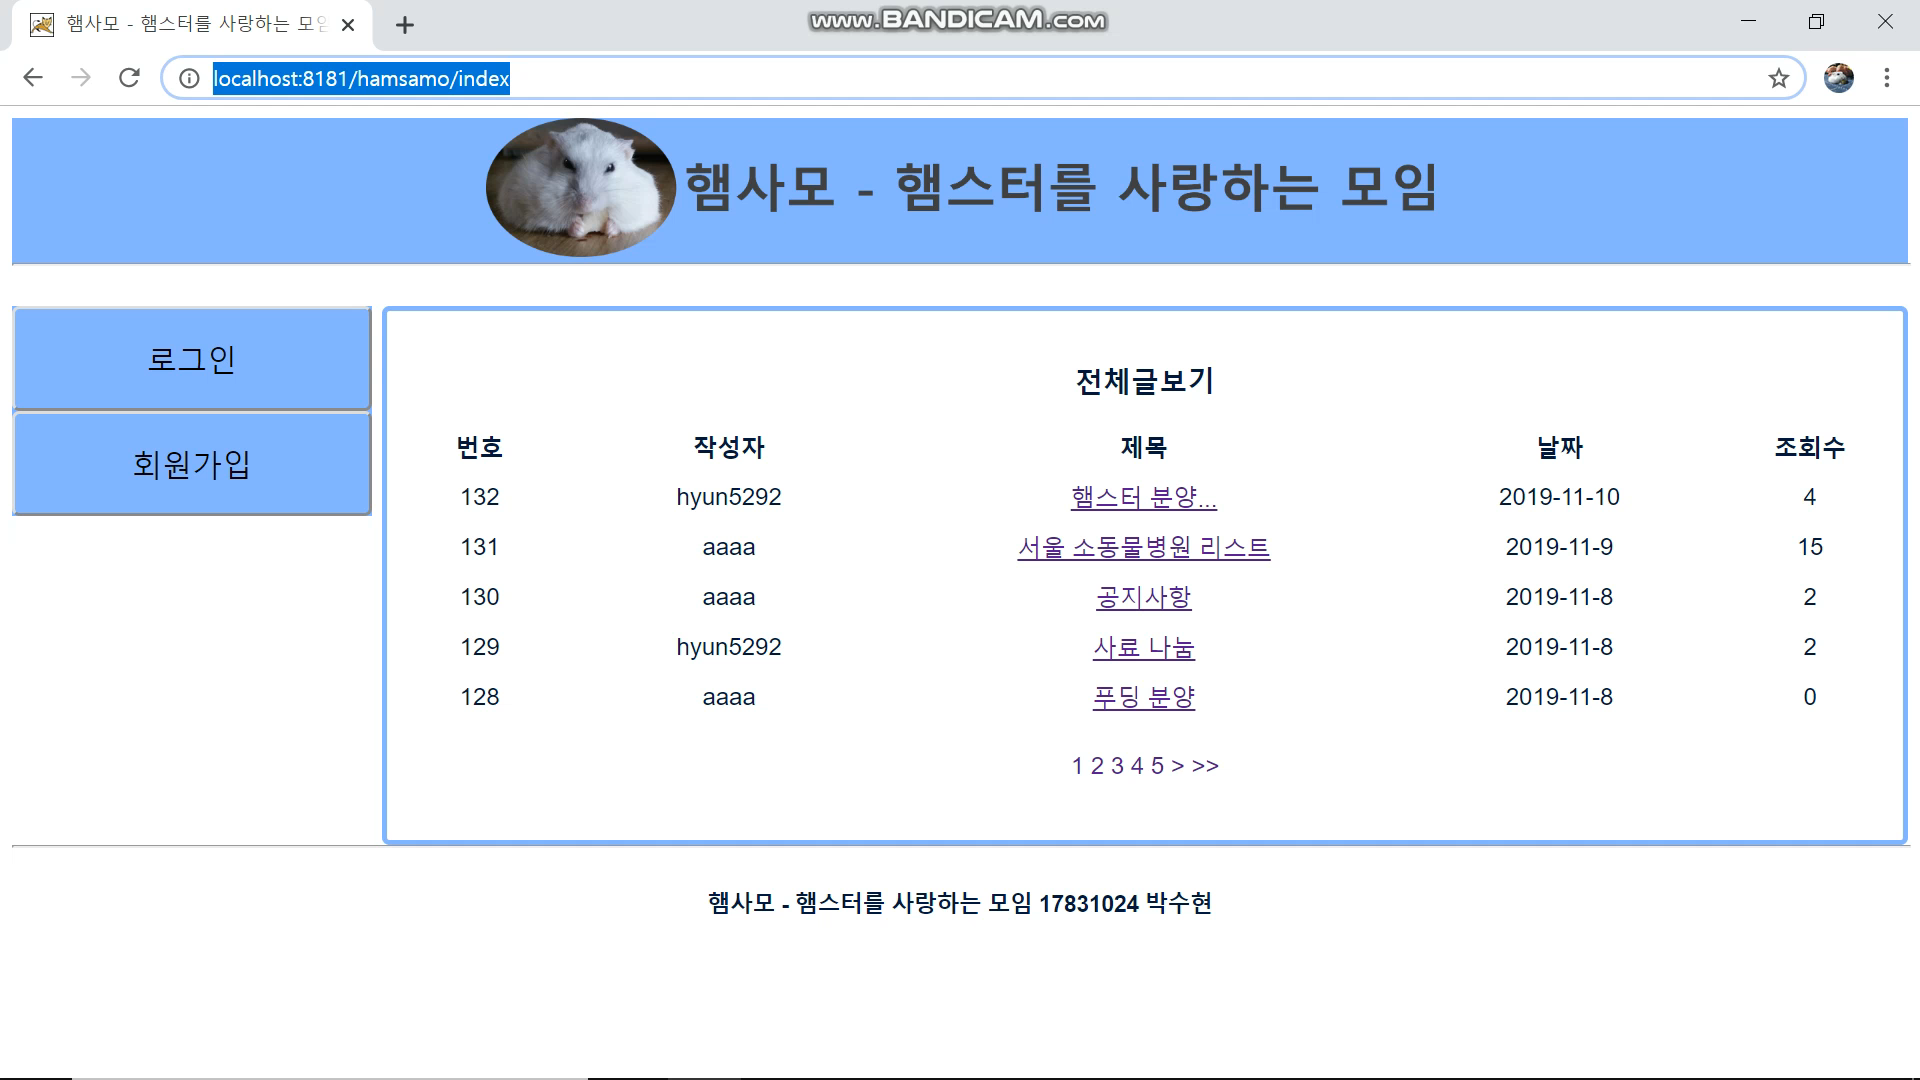 햄사모 - 햄스터를 사랑하는 모임
www.BANDICAM.com
localhost:8181/hamsamo/index
햄사모 - 햄스터를 사랑하는 모임
로그인
회원가입
전체글보기
번호 작성자 제목 날짜 조회수
132 hyun5292 햄스터 분양... 2019-11-10 4
131 aaaa 서울 소동물병원 리스트 2019-11-9 15
130 aaaa 공지사항 2019-11-8 2
129 hyun5292 사료 나눔 2019-11-8 2
128 aaaa 푸딩 분양 2019-11-8 0
1 2 3 4 5 > >>
햄사모 - 햄스터를 사랑하는 모임 17831024 박수현